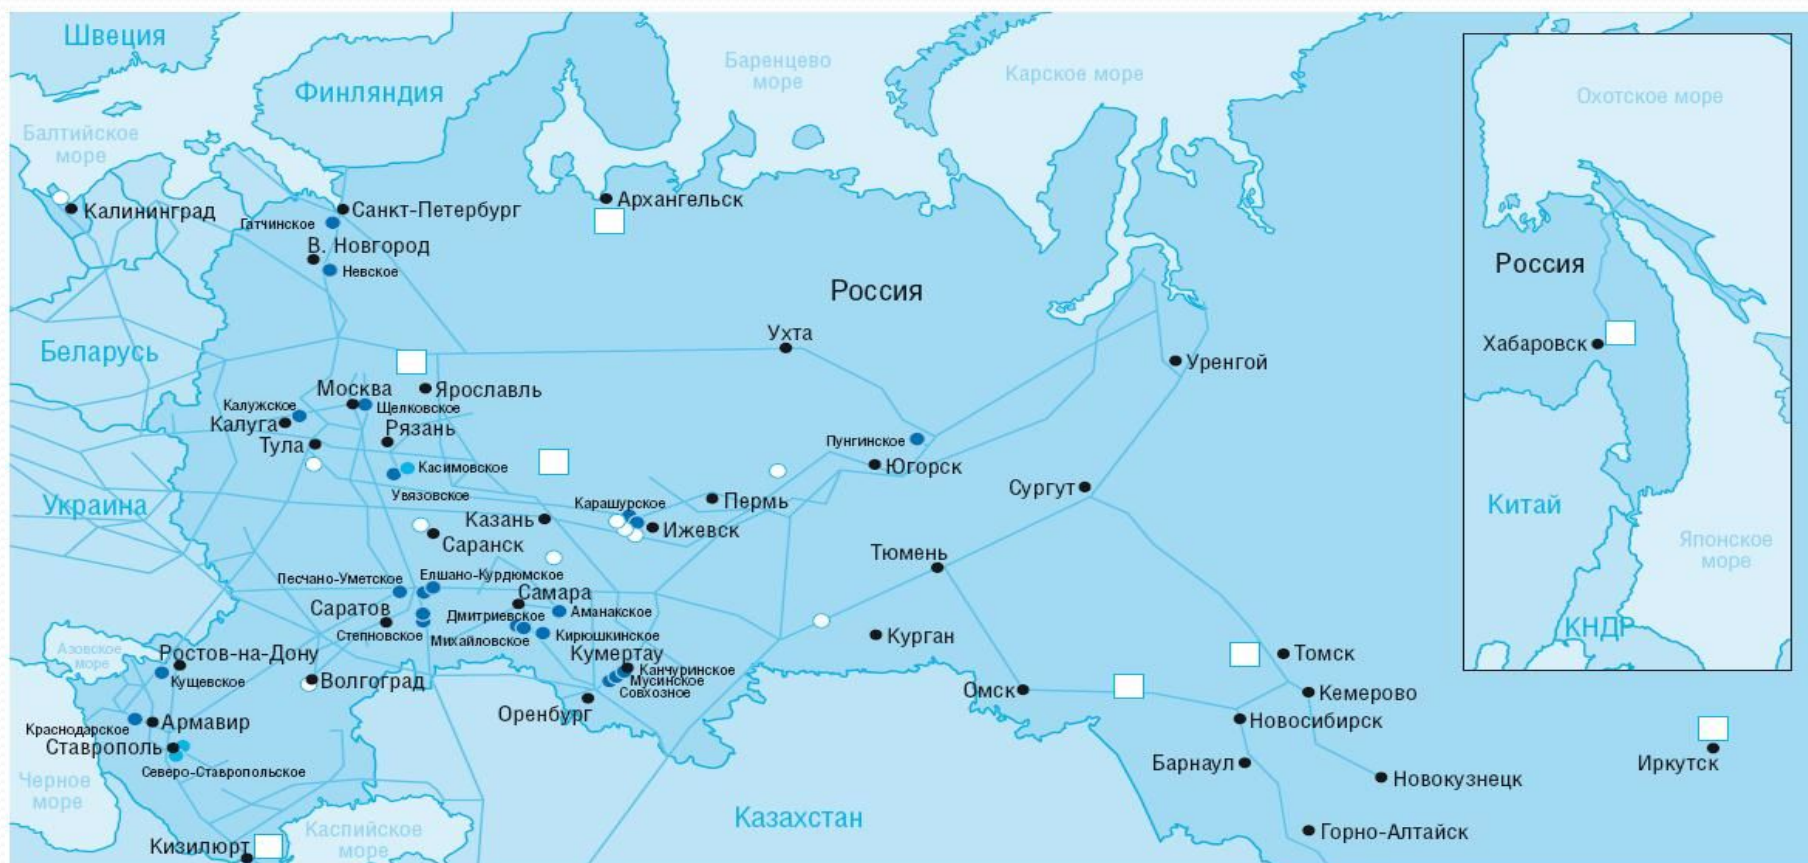 Швеция
Финляндия
Баренцево
море
Карское море
Охотское море
Балтийское
море
Калининград
Санкт-Петербург
Архангельск
Гатчинское
В. Новгород
Невское
Россия
Россия
Ухта
Беларусь
Уренгой
Хабаровск
Москва
Ярославль
Калужское
Щелковское
Калуга
Рязань
Тула
Пунгинское
Югорск
Касимовское
Увязовское
Сургут
Украина
Карашурское
Пермь
Китай
Казань
Ижевск
Саранск
Японское
море
Тюмень
Песчано-Уметское
Елшано-Курдюмское
Самара
Саратов
Дмитриевское
Аманакское
Степновское
Михайловское
Кирюшкинское
Курган
КНДР
Азовское
море
Ростов-на-Дону
Кумертау
Томск
Канчуринское
Кущевское
Волгоград
Мусинское
Совхозное
Омск
Кемерово
Оренбург
Новосибирск
Краснодарское
Армавир
Ставрополь
Барнаул
Иркутск
Северо-Ставропольское
Новокузнецк
Черное
море
Казахстан
Каспийское
море
Горно-Алтайск
Кизилюрт